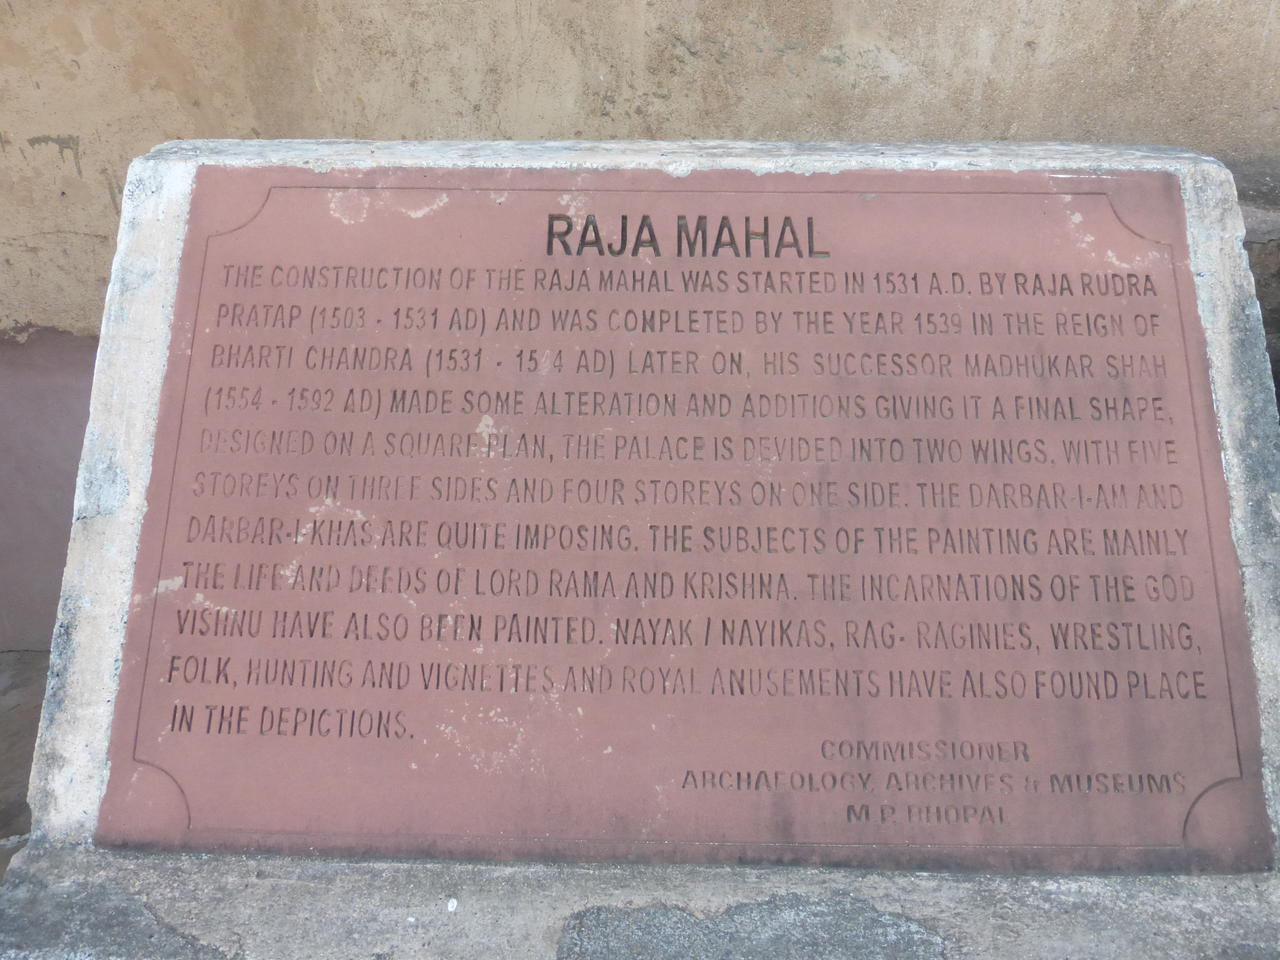 RAJA MAHAL
THE CONSTRUCTION OF THE RAJA MAHAL WAS STARTED IN 1531 A.D. BY RAJA RUDRA
PRATAP (1503 - 1531 AD) AND WAS COMPLETED BY THE YEAR 1539 IN THE REIGN OF
BHARTI CHANDRA (1531 - 1554 AD) LATER ON, HIS SUCCESSOR MADHUKAR SHAH
(1554 - 1592 AD) MADE SOME ALTERATION AND ADDITIONS GIVING IT A FINAL SHAPE,
DESIGNED ON A SQUARE PLAN, THE PALACE IS DEVIDED INTO TWO WINGS. WITH FIVE
STOREYS ON THREE SIDES AND FOUR STOREYS ON ONE SIDE. THE DARBAR-I-AM AND
DARBAR-I-KHAS ARE QUITE IMPOSING. THE SUBJECTS OF THE PAINTING ARE MAINLY
THE LIFE AND DEEDS OF LORD RAMA AND KRISHNA. THE INCARNATIONS OF THE GOD
VISHNU HAVE ALSO BEEN PAINTED. NAYAK / NAYIKAS, RAG- RAGINIES, WRESTLING,
FOLK, HUNTING AND VIGNETTES AND ROYAL ANUSEMENTS HAVE ALSO FOUND PLACE
IN THE DEPICTIONS.
COMMISSIONER
ARCHAEOLOGY, ARCHIVES & MUSEUMS
M.P. BHOPAL